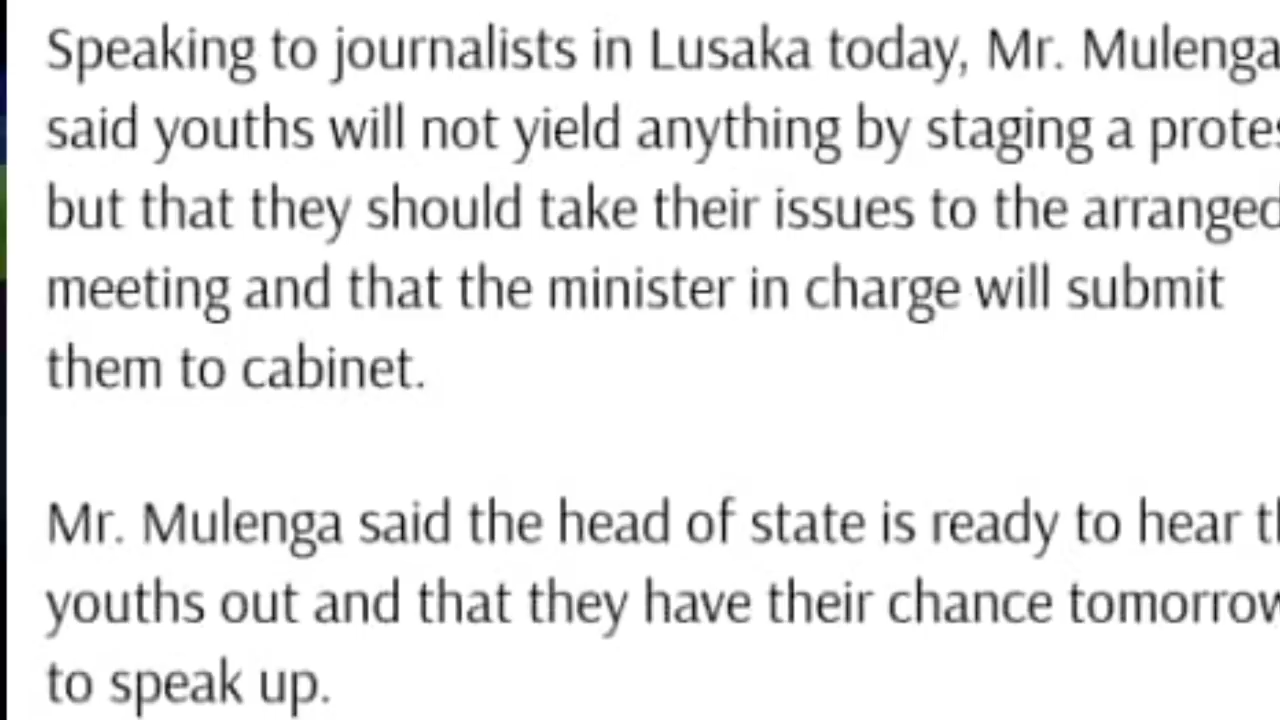 Speaking to journalists in Lusaka today, Mr. Mulenga
said youths will not yield anything by staging a
but that they should take their issues to the arranged
meeting and that the minister in charge will submit
them to cabinet.
Mr. Mulenga said the head of state is ready to hear
youths out and that they have their chance tomorrow
to speak up.